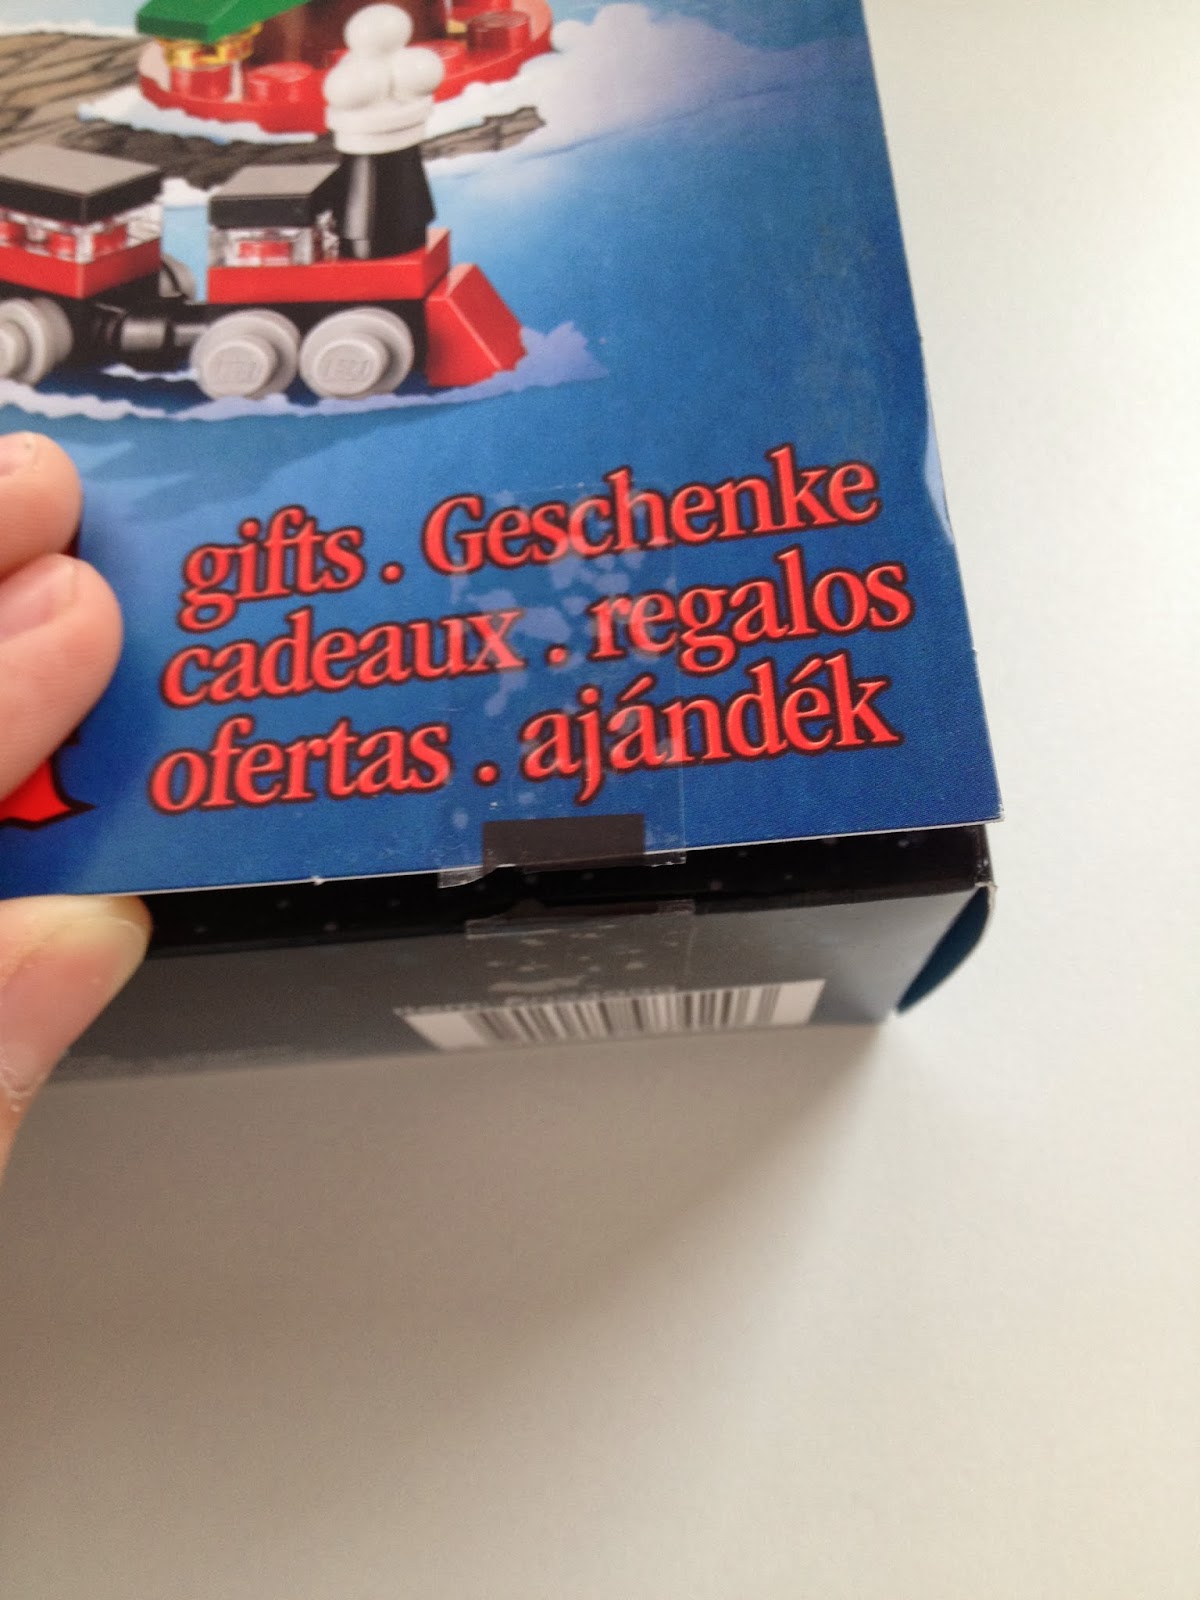 gifts . Geschenke
cadeaux . regalos
ofertas . ajándék